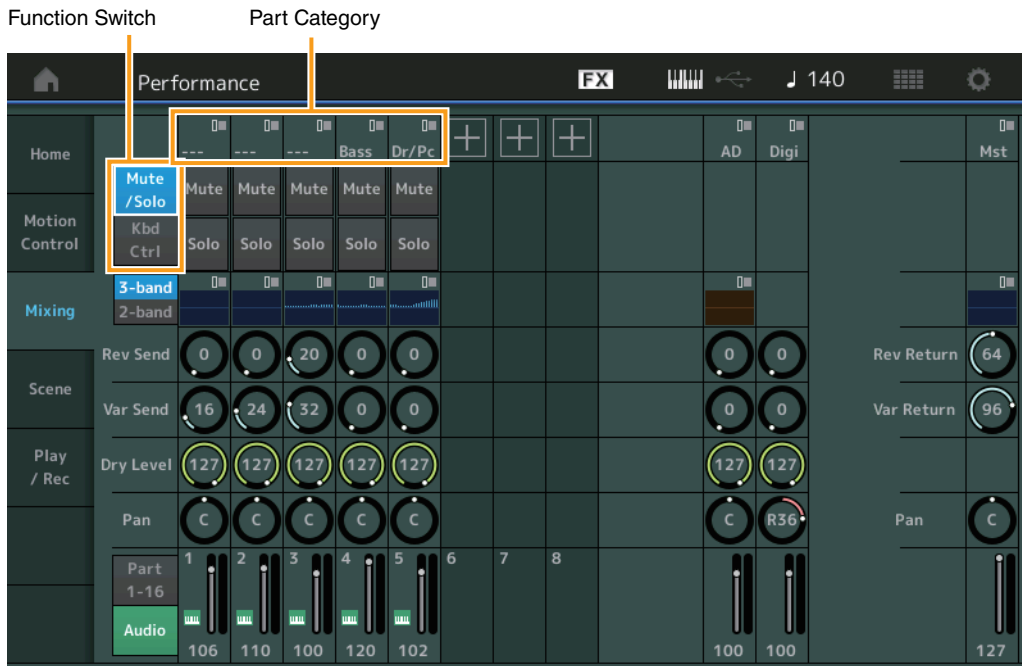 Function Switch
Part Category
Performance
FX
140
Home
Motion
Control
Mixing
Scene
Play
/ Rec
--- --- --- Bass Dr/Pc
AD Digi Mst
Mute
/Solo
Mute Mute Mute Mute Mute
Kbd
Ctrl
Solo Solo Solo Solo Solo
3-band
2-band
Rev Send 0 0 20 0 0 0 0 Rev Return 64
Var Send 16 24 32 0 0 0 0 Var Return 96
Dry Level 127 127 127 127 127 127 127
Pan C C C C C C R36 Pan C
Part
1-16
Audio
1 2 3 4 5 6 7 8
106 110 100 120 102 100 100 127